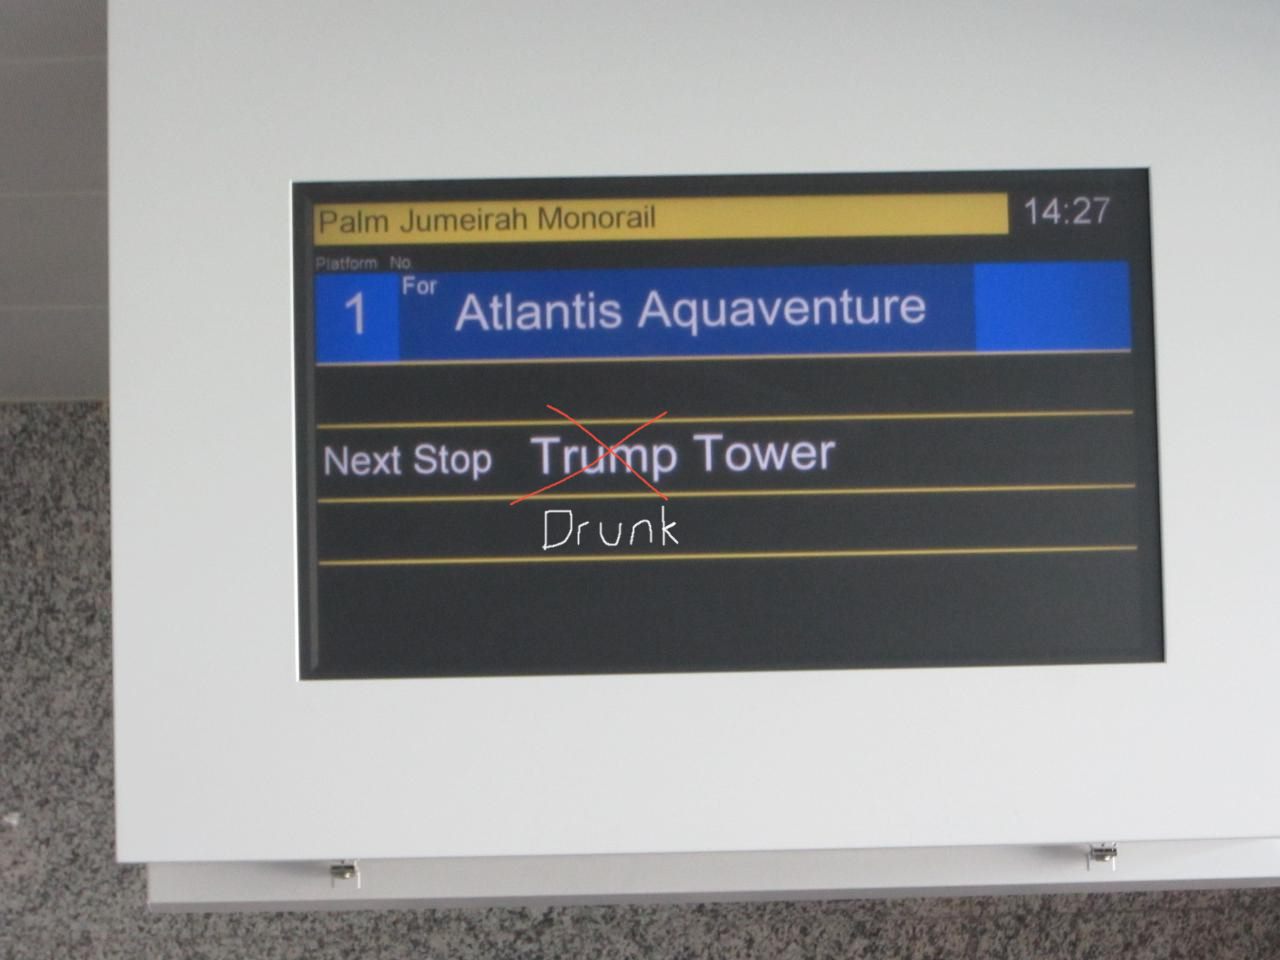 Palm Jumeirah Monorail 14:27
Platform No.
1 For Atlantis Aquaventure
Next Stop Trump Tower
Drunk